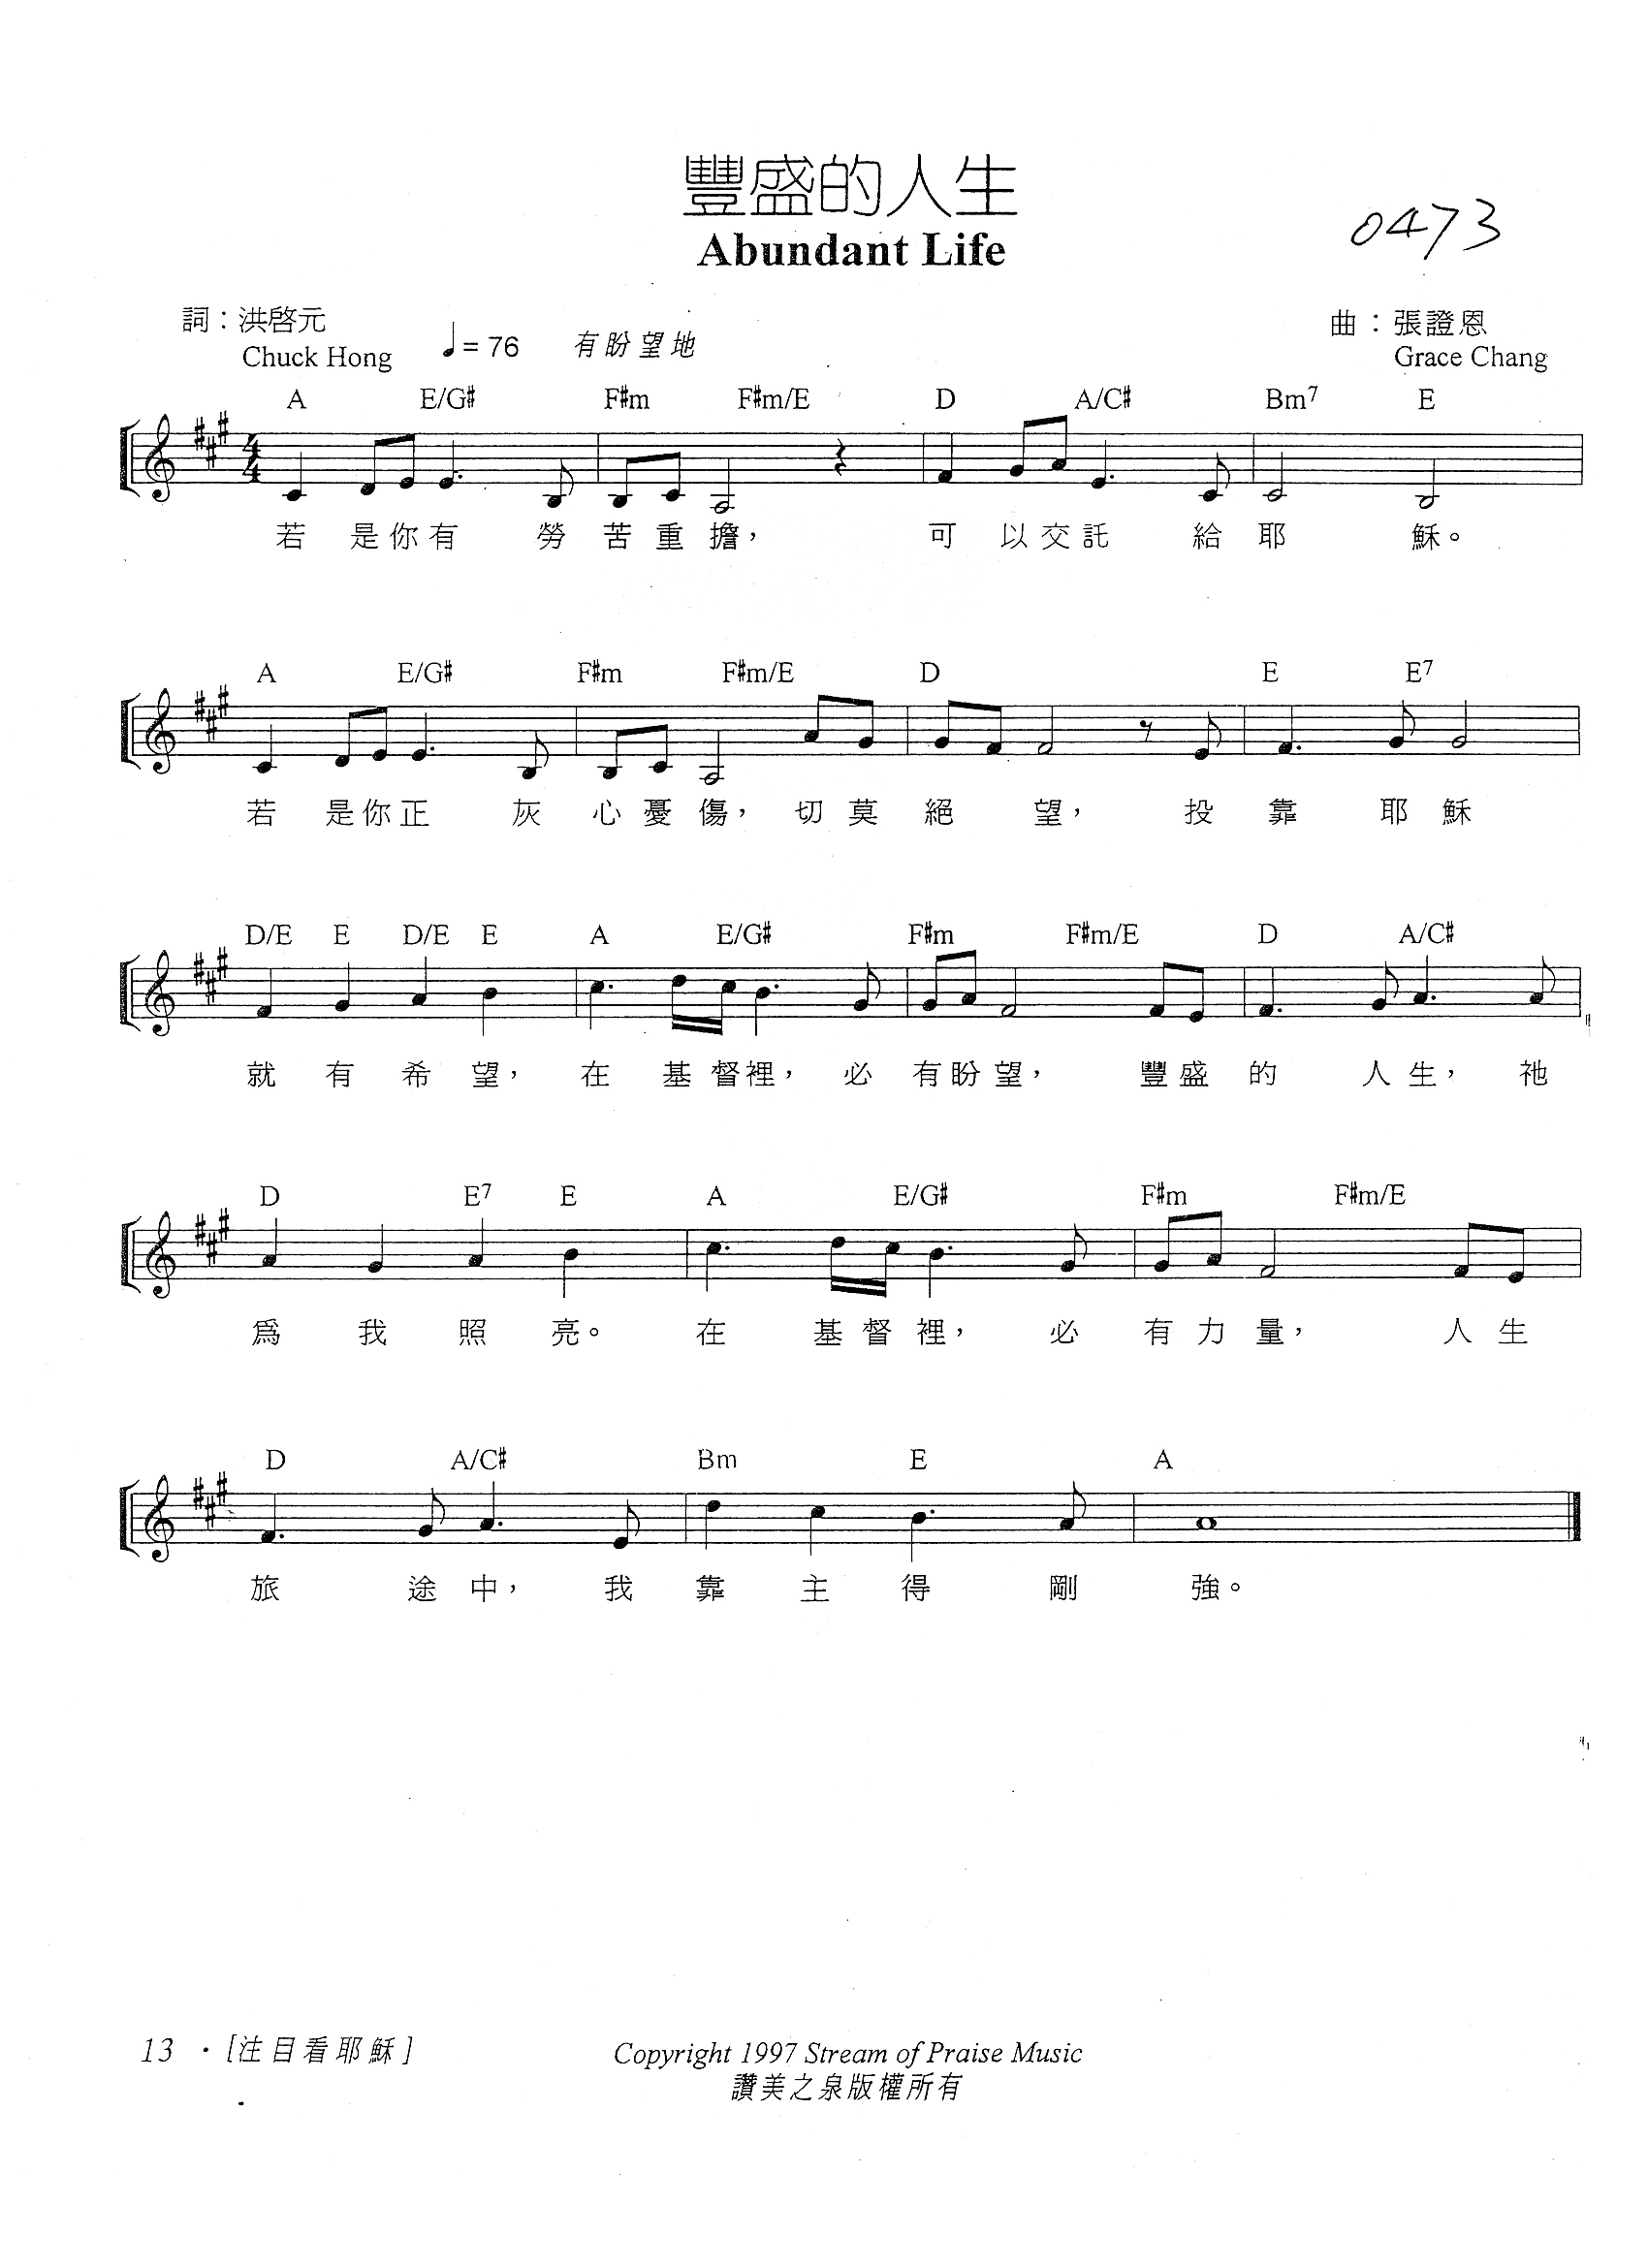 豐盛的人生
Abundant Life
0473
詞：洪啓元
Chuck Hong
♩= 76 有盼望地
曲：張證恩
Grace Chang
A E/G# F#m F#m/E D A/C# Bm7 E
4/4
若 是你有 勞 苦重擔， 可 以交託 給 耶 穌。
A E/G# F#m F#m/E D E E7
若 是你正 灰 心憂傷，切莫 絕 望， 投 靠 耶穌
D/E E D/E E A E/G# F#m F#m/E D A/C#
就 有 希 望， 在 基督裡， 必 有盼望， 豐盛 的 人生， 祂
D E7 E A E/G# F#m F#m/E
爲 我 照 亮。 在 基督裡， 必 有力量， 人生
D A/C# Bm E A
旅 途中， 我 靠 主 得 剛 強。
13 ・[注目看耶穌] Copyright 1997 Stream of Praise Music
讚美之泉版權所有